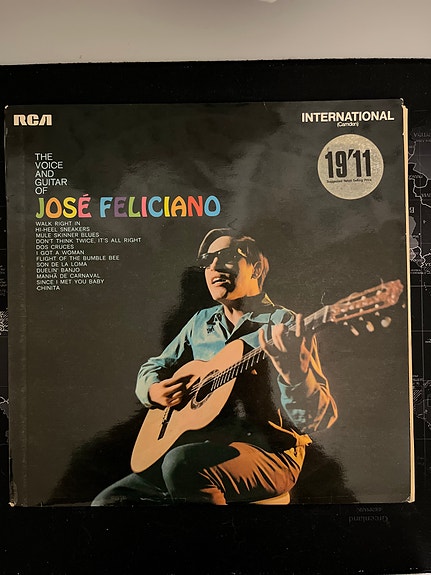 RCA
INTERNATIONAL
(Camden)
19'11
Suggested Retail Selling Price
THE
VOICE
AND
GUITAR
OF
JOSÉ FELICIANO
WALK RIGHT IN
HI-HEEL SNEAKERS
MULE SKINNER BLUES
DON'T THINK TWICE, IT'S ALL RIGHT
DOS CRUCES
I GOT A WOMAN
FLIGHT OF THE BUMBLE BEE
SON DE LA LOMA
DUELIN' BANJO
MANHÃ DE CARNAVAL
SINCE I MET YOU BABY
CHINITA
Greenland